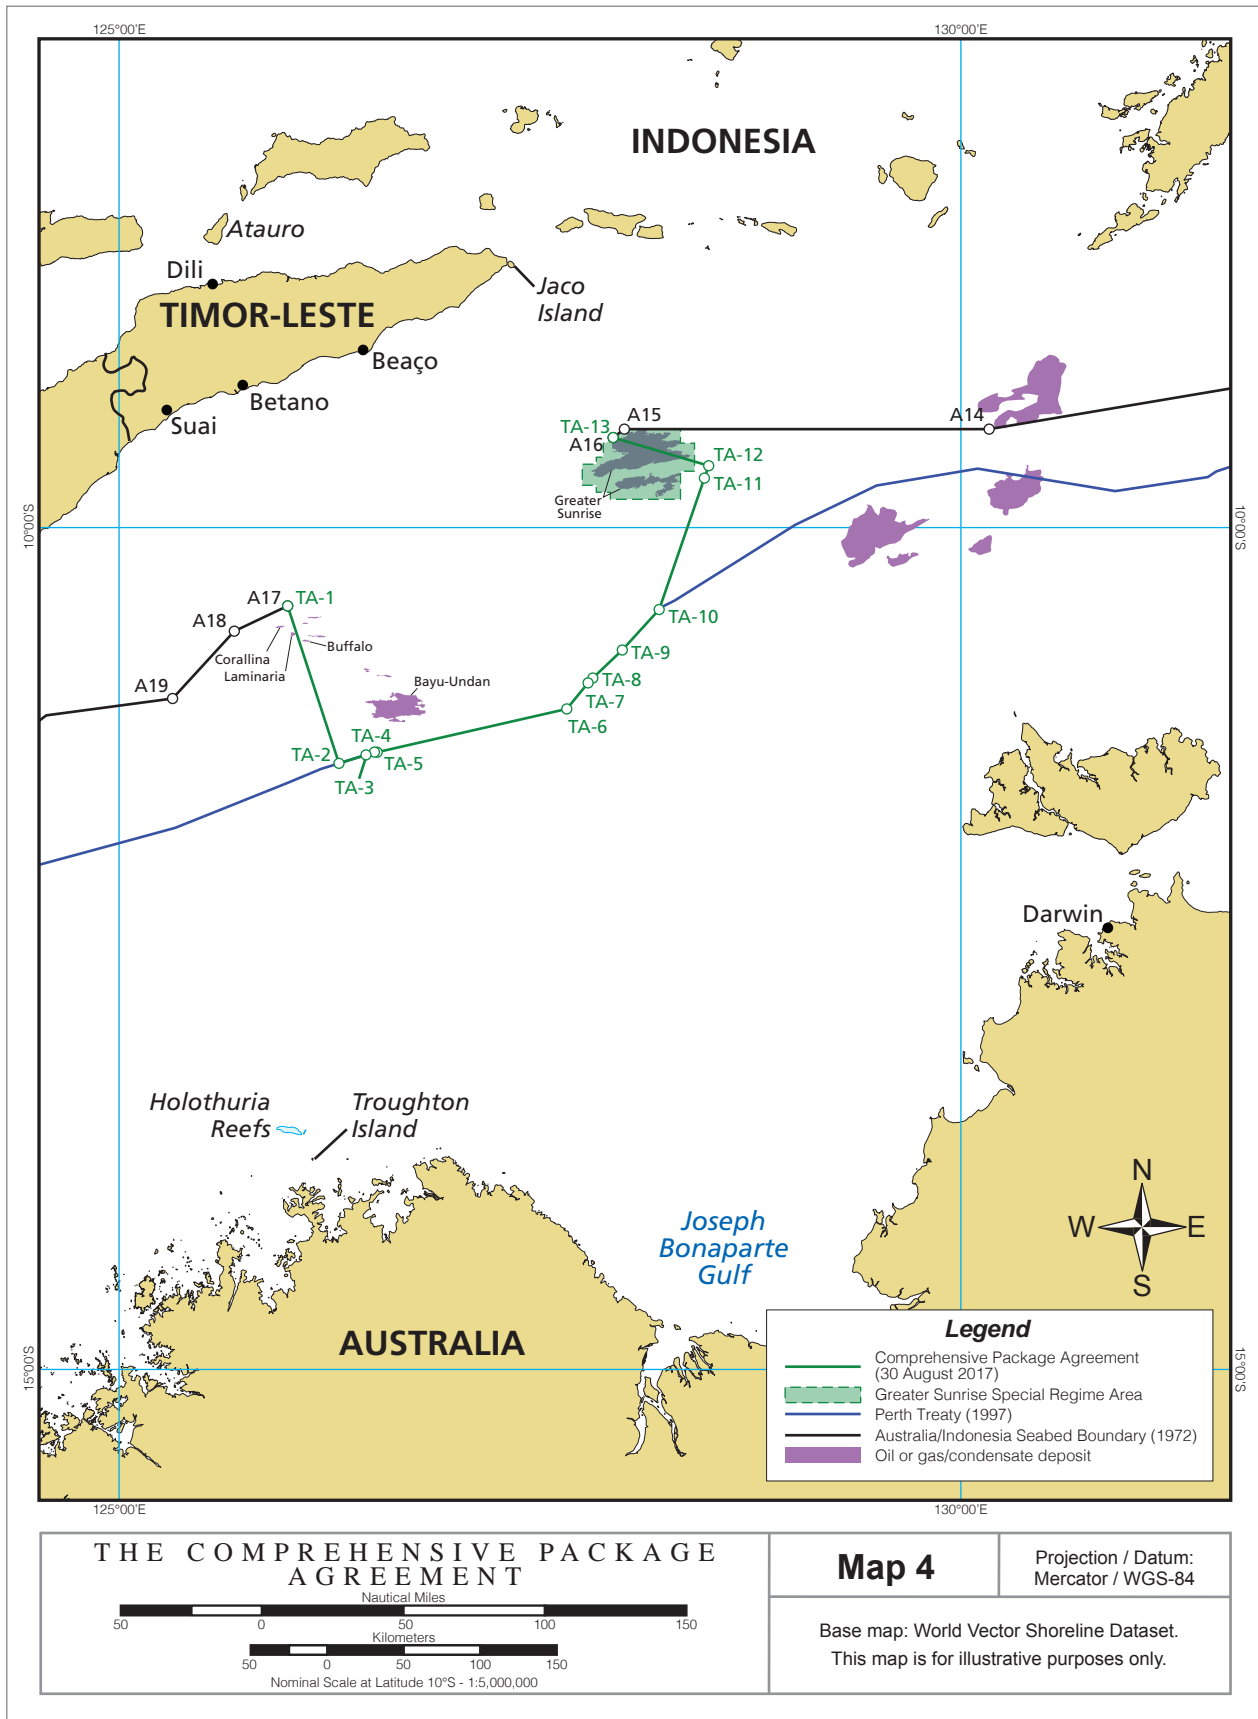 125°00'E
130°00'E
INDONESIA
Atauro
Dili
TIMOR-LESTE
Jaco
Island
Beaço
Betano
Suai
A15
A14
TA-13
A16
TA-12
TA-11
Greater
Sunrise
10°00'S
10°00'S
A17
TA-1
A18
TA-10
Corallina
Laminaria
Buffalo
TA-9
A19
Bayu-Undan
TA-8
TA-7
TA-6
TA-4
TA-2
TA-5
TA-3
Darwin
Holothuria
Reefs
Troughton
Island
Joseph
Bonaparte
Gulf
N
W
E
S
AUSTRALIA
15°00'S
15°00'S
Legend
Comprehensive Package Agreement
(30 August 2017)
Greater Sunrise Special Regime Area
Perth Treaty (1997)
Australia/Indonesia Seabed Boundary (1972)
Oil or gas/condensate deposit
125°00'E
130°00'E
THE COMPREHENSIVE PACKAGE
AGREEMENT
Nautical Miles
50 0 50 100 150
Kilometers
50 0 50 100 150
Nominal Scale at Latitude 10°S - 1:5,000,000
Map 4
Projection / Datum:
Mercator / WGS-84
Base map: World Vector Shoreline Dataset.
This map is for illustrative purposes only.